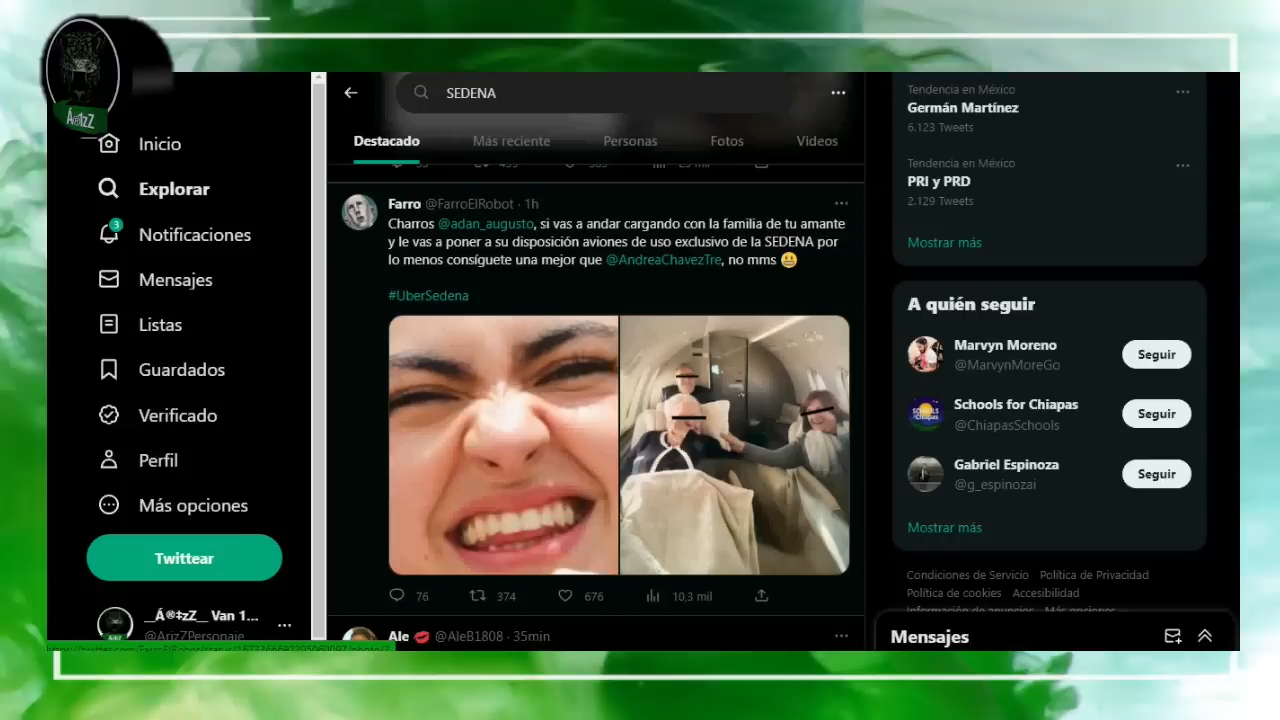 Á®‡zZ
Inicio
Explorar
3
Notificaciones
Mensajes
Listas
Guardados
Verificado
Perfil
Más opciones
Twittear
__Á®‡zZ__ Van 1...
@ArizZPersonaje
SEDENA
Destacado
Más reciente
Personas
Fotos
Videos
Farro @FarroElRobot · 1h
Charros @adan_augusto, si vas a andar cargando con la familia de tu amante
y le vas a poner a su disposición aviones de uso exclusivo de la SEDENA por
lo menos consíguete una mejor que @AndreaChavezTre, no mms 😬
#UberSedena
76
374
676
10,3 mil
Ale 💋 @AleB1808 · 35min
Tendencia en México
Germán Martínez
6.123 Tweets
Tendencia en México
PRI y PRD
2.129 Tweets
Mostrar más
A quién seguir
Marvyn Moreno
@MarvynMoreGo
Seguir
Schools for Chiapas
@ChiapasSchools
Seguir
Gabriel Espinoza
@g_espinozai
Seguir
Mostrar más
Condiciones de Servicio Política de Privacidad
Política de cookies Accesibilidad
Información de anuncios Más opciones
Mensajes